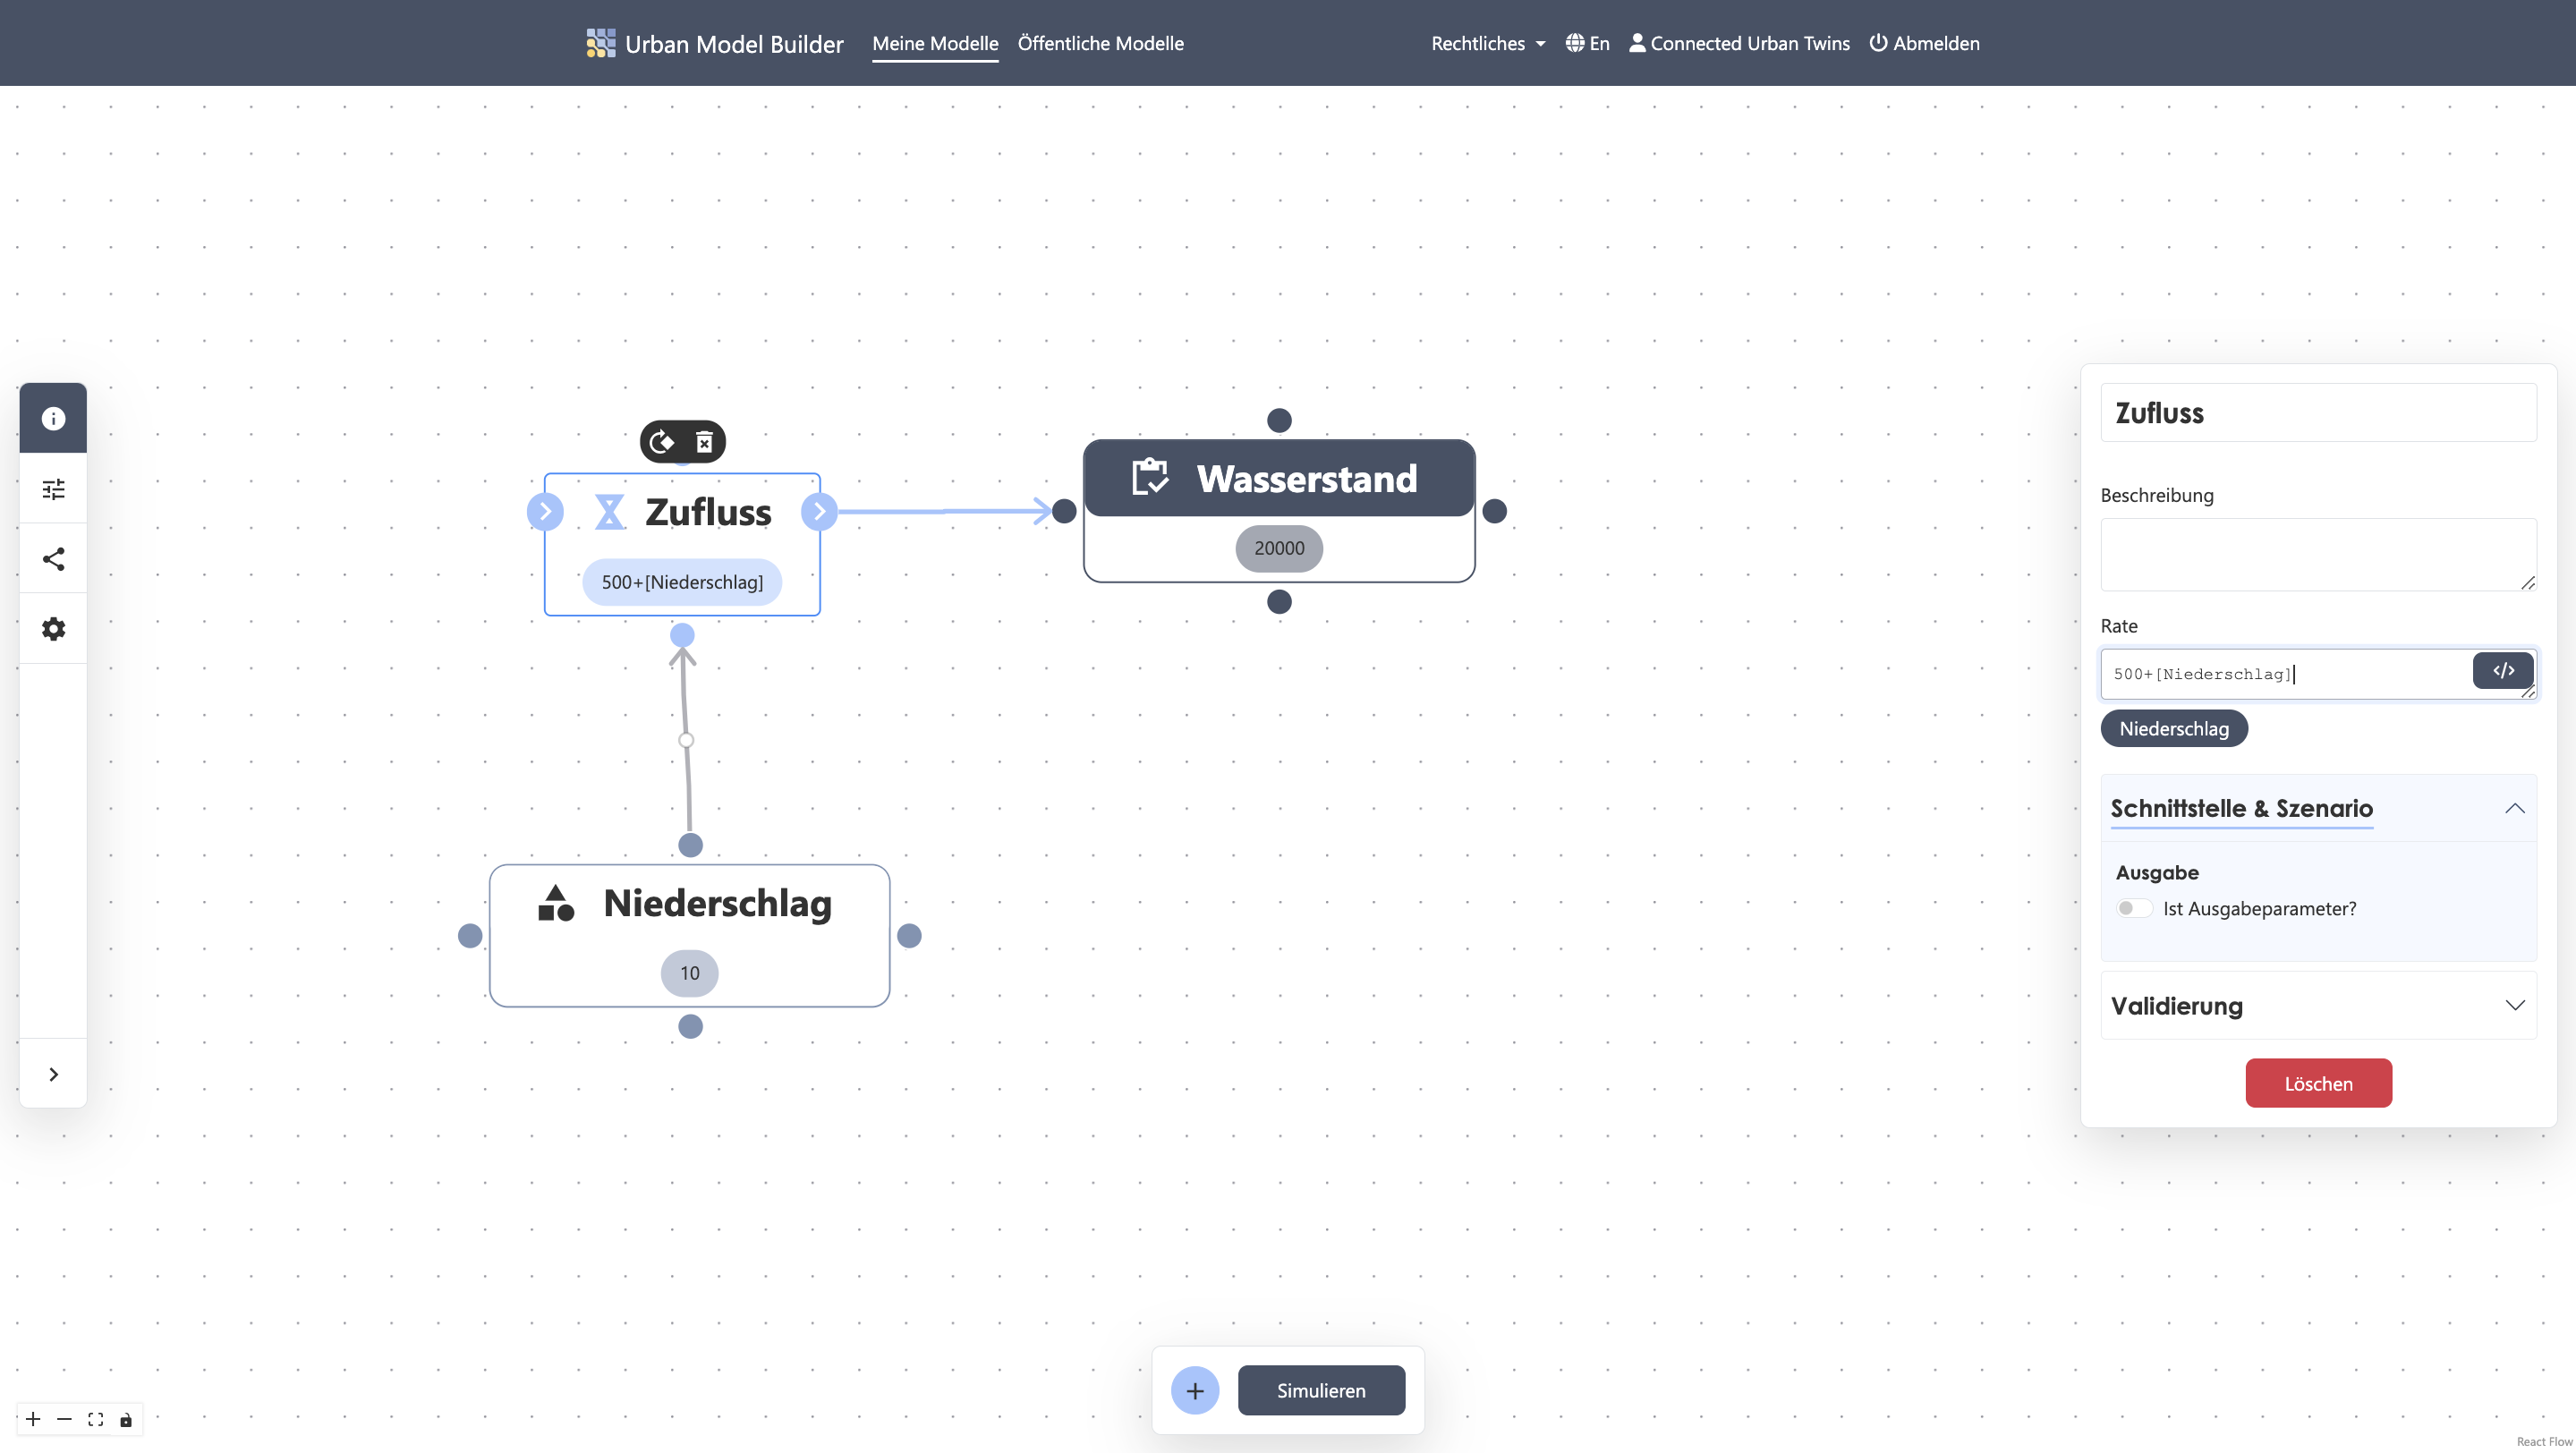 Urban Model Builder
Meine Modelle
Öffentliche Modelle
Rechtliches
En
Connected Urban Twins
Abmelden
Zufluss
500+[Niederschlag]
Wasserstand
20000
Niederschlag
10
Zufluss
Beschreibung
Rate
500+[Niederschlag]
</>
Niederschlag
Schnittstelle & Szenario
Ausgabe
Ist Ausgabeparameter?
Validierung
Löschen
Simulieren
React Flow